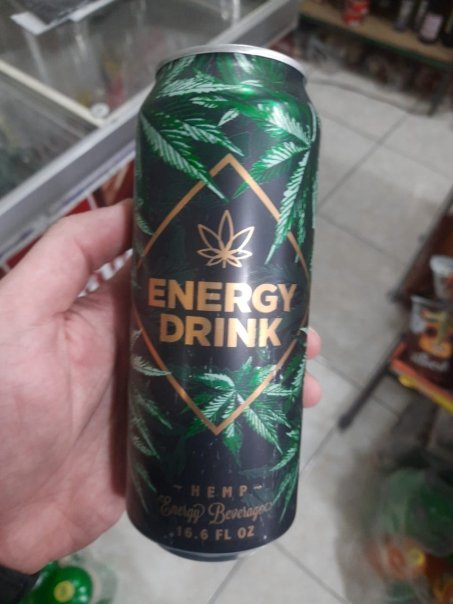 ENERGY
DRINK
~ HEMP ~
Energy Beverage
16.6 FL OZ